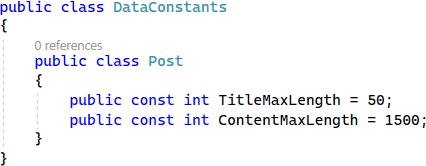 public class DataConstants
{
0 references
public class Post
{
public const int TitleMaxLength = 50;
public const int ContentMaxLength = 1500;
}
}